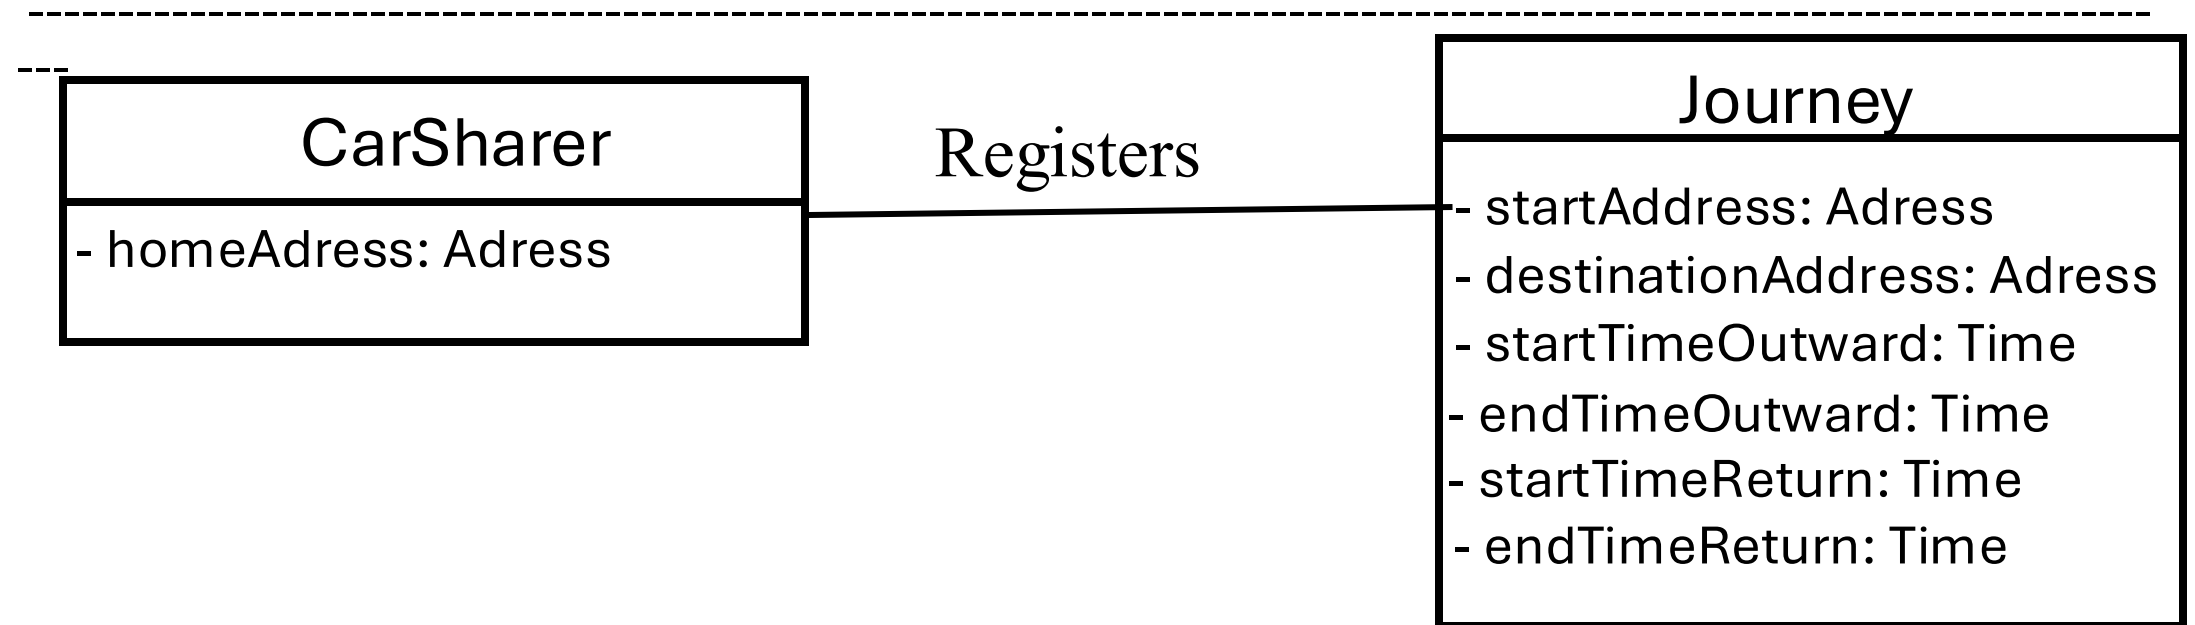 CarSharer
- homeAdress: Adress
Registers
Journey
- startAddress: Adress
- destinationAddress: Adress
- startTimeOutward: Time
- endTimeOutward: Time
- startTimeReturn: Time
- endTimeReturn: Time